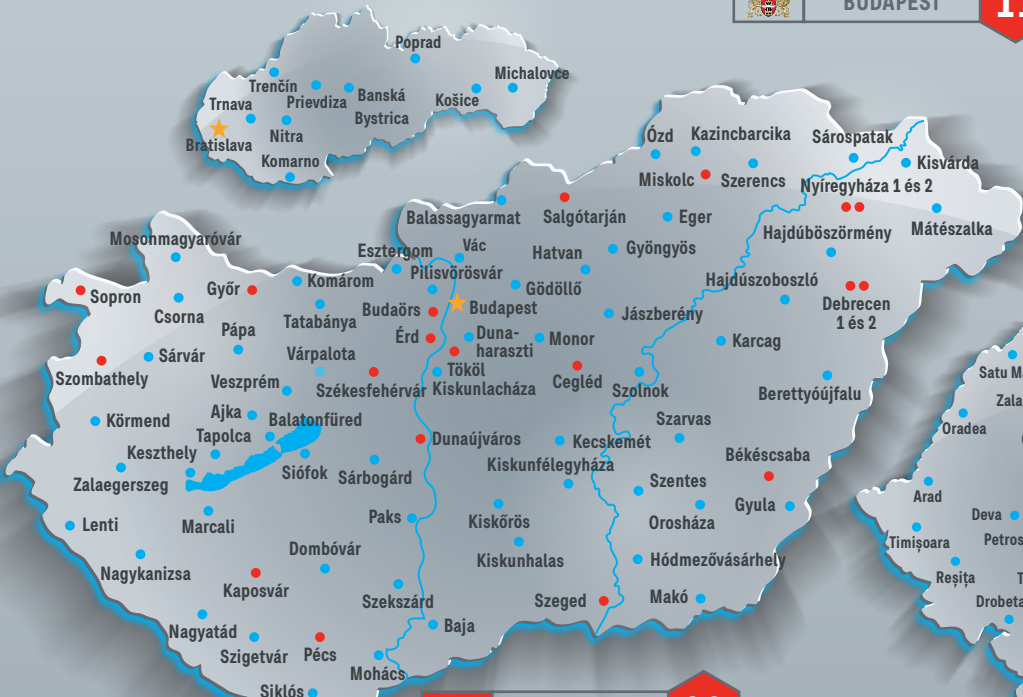 BUDAPEST
Poprad
Michalovce
Trenčín
Prievdiza
Banská
Bystrica
Košice
Trnava
Nitra
Bratislava
Komarno
Ózd
Kazincbarcika
Sárospatak
Kisvárda
Miskolc
Szerencs
Nyíregyháza 1 és 2
Balassagyarmat
Salgótarján
Eger
Mátészalka
Hajdúböszörmény
Mosonmagyaróvár
Esztergom
Vác
Hatvan
Gyöngyös
Pilisvörösvár
Komárom
Gödöllő
Hajdúszoboszló
Sopron
Győr
Csorna
Tatabánya
Budaörs
Budapest
Jászberény
Debrecen
1 és 2
Pápa
Érd
Duna-
haraszti
Monor
Karcag
Sárvár
Várpalota
Tököl
Szombathely
Veszprém
Székesfehérvár
Kiskunlacháza
Cegléd
Szolnok
Berettyóújfalu
Satu M
Zala
Körmend
Ajka
Balatonfüred
Szarvas
Oradea
Tapolca
Dunaújváros
Kecskemét
Keszthely
Kiskunfélegyháza
Békéscsaba
Zalaegerszeg
Siófok
Sárbogárd
Szentes
Gyula
Arad
Lenti
Marcali
Paks
Kiskőrös
Orosháza
Deva
Timișoara
Petros
Dombóvár
Kiskunhalas
Hódmezővásárhely
Nagykanizsa
Kaposvár
Reșița
T
Szekszárd
Szeged
Makó
Drobeta
Nagyatád
Baja
Szigetvár
Pécs
Mohács
Siklós